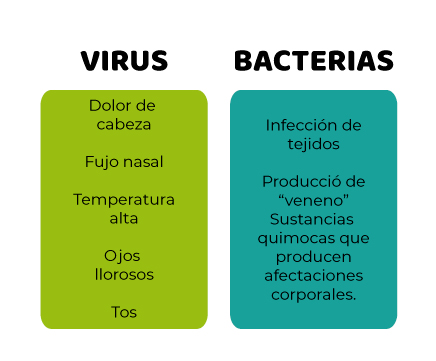 VIRUS
Dolor de
cabeza
Fujo nasal
Temperatura
alta
Ojos
llorosos
Tos
BACTERIAS
Infección de
tejidos
Producció de
“veneno”
Sustancias
quimocas que
producen
afectaciones
corporales.